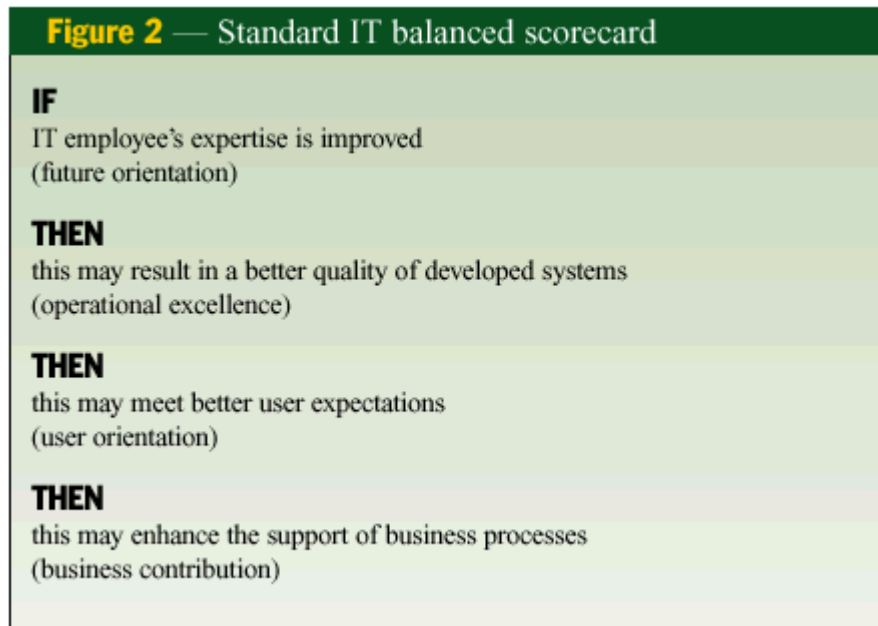 Figure 2 — Standard IT balanced scorecard
IF
IT employee's expertise is improved
(future orientation)
THEN
this may result in a better quality of developed systems
(operational excellence)
THEN
this may meet better user expectations
(user orientation)
THEN
this may enhance the support of business processes
(business contribution)